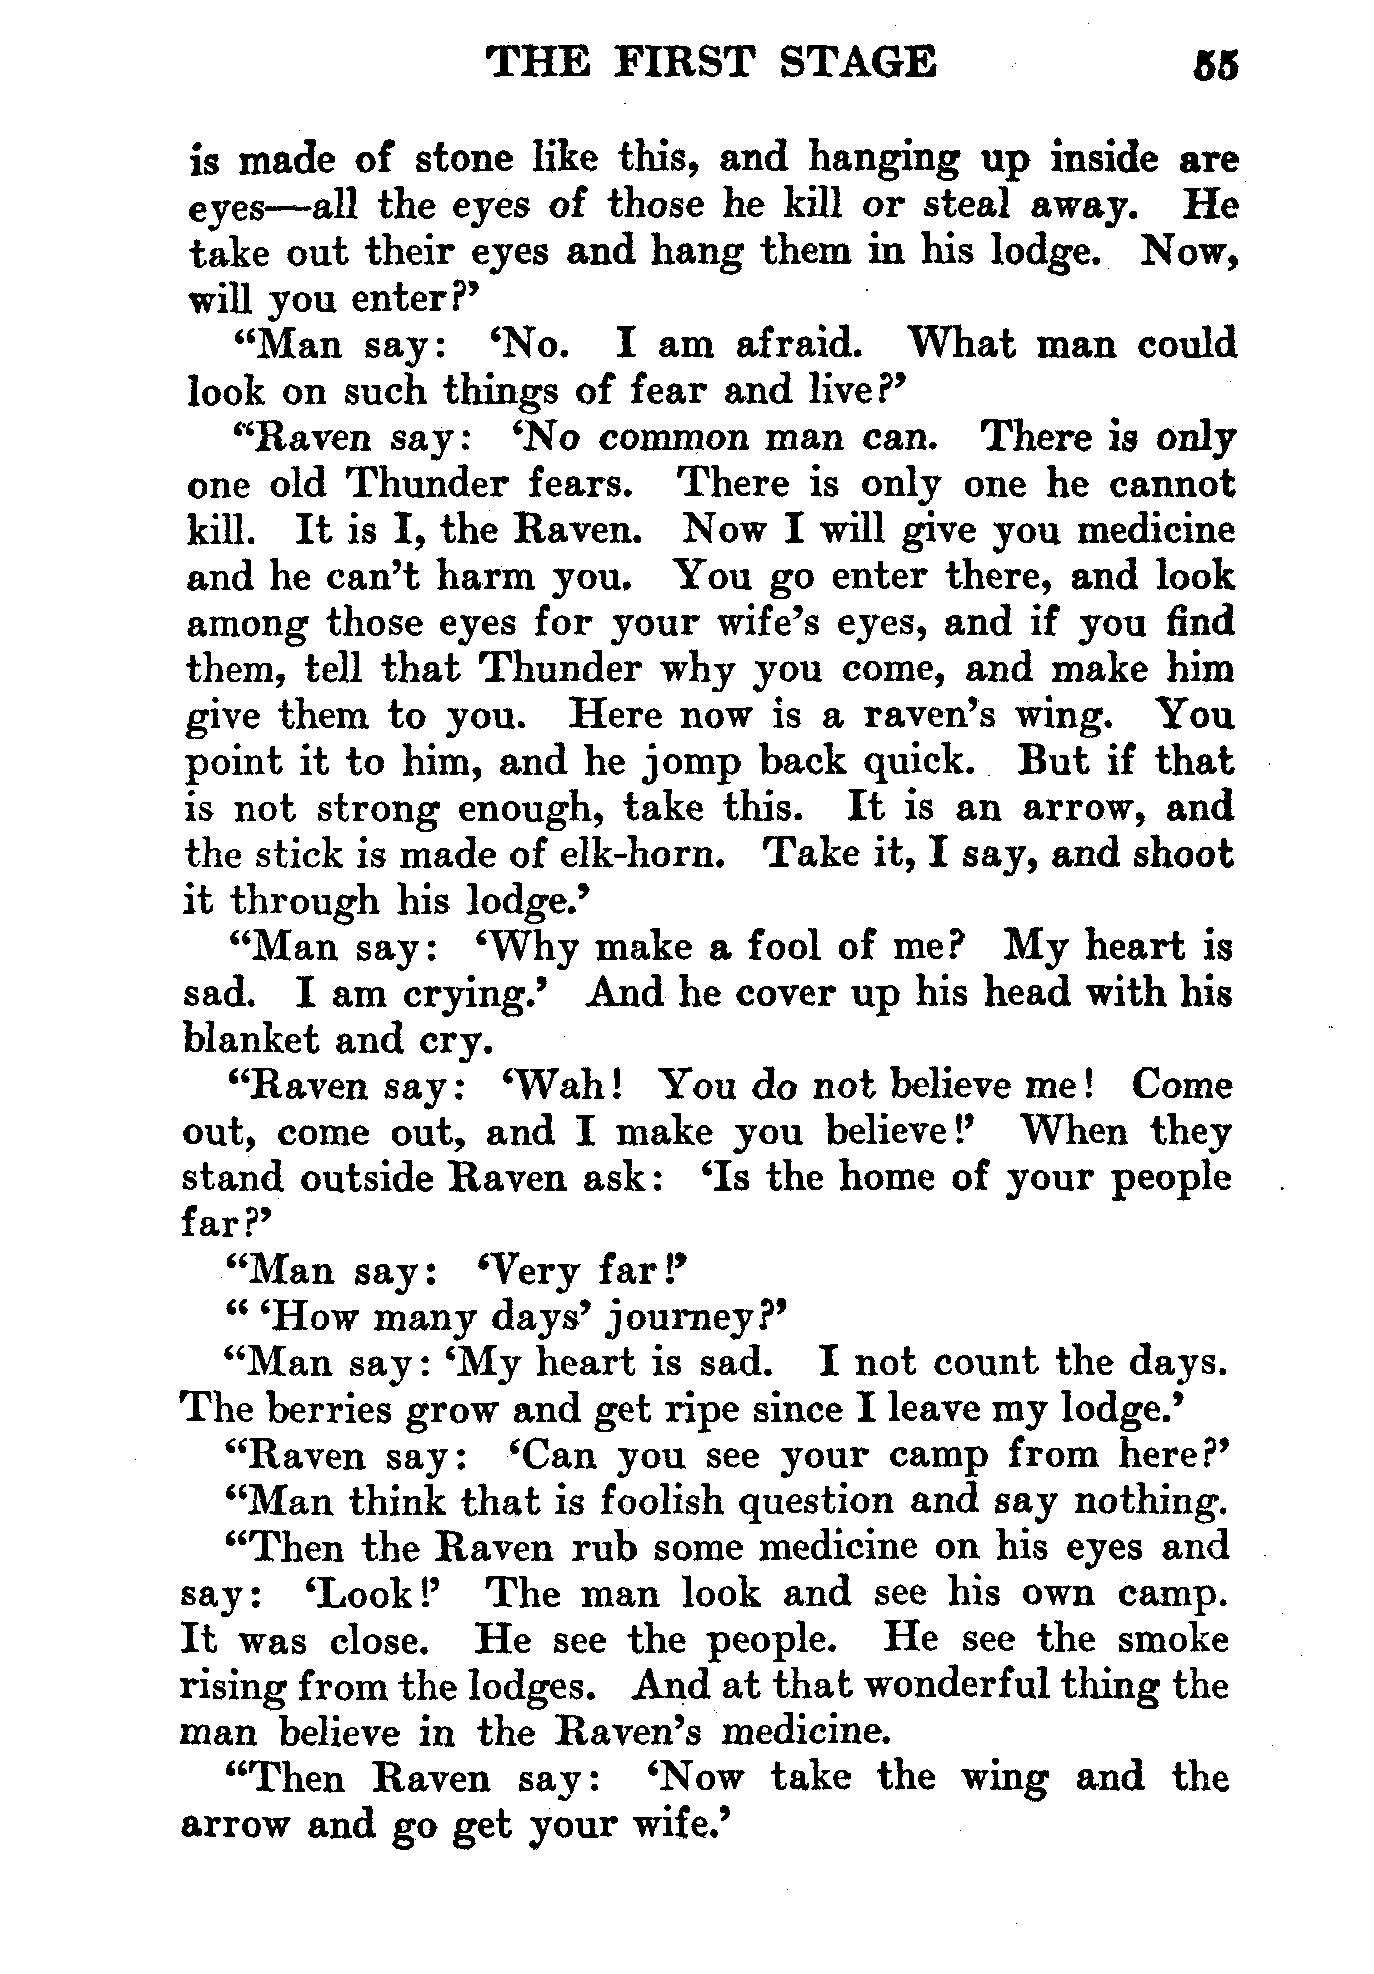 THE FIRST STAGE 55
is made of stone like this, and hanging up inside are
eyes—all the eyes of those he kill or steal away. He
take out their eyes and hang them in his lodge. Now,
will you enter?’
“Man say: ‘No. I am afraid. What man could
look on such things of fear and live?’
“Raven say: ‘No common man can. There is only
one old Thunder fears. There is only one he cannot
kill. It is I, the Raven. Now I will give you medicine
and he can’t harm you. You go enter there, and look
among those eyes for your wife’s eyes, and if you find
them, tell that Thunder why you come, and make him
give them to you. Here now is a raven’s wing. You
point it to him, and he jomp back quick. But if that
is not strong enough, take this. It is an arrow, and
the stick is made of elk-horn. Take it, I say, and shoot
it through his lodge.’
“Man say: ‘Why make a fool of me? My heart is
sad. I am crying.’ And he cover up his head with his
blanket and cry.
“Raven say: ‘Wah! You do not believe me! Come
out, come out, and I make you believe!’ When they
stand outside Raven ask: ‘Is the home of your people
far?’
“Man say: ‘Very far!’
“ ‘How many days’ journey?’
“Man say: ‘My heart is sad. I not count the days.
The berries grow and get ripe since I leave my lodge.’
“Raven say: ‘Can you see your camp from here?’
“Man think that is foolish question and say nothing.
“Then the Raven rub some medicine on his eyes and
say: ‘Look!’ The man look and see his own camp.
It was close. He see the people. He see the smoke
rising from the lodges. And at that wonderful thing the
man believe in the Raven’s medicine.
“Then Raven say: ‘Now take the wing and the
arrow and go get your wife.’